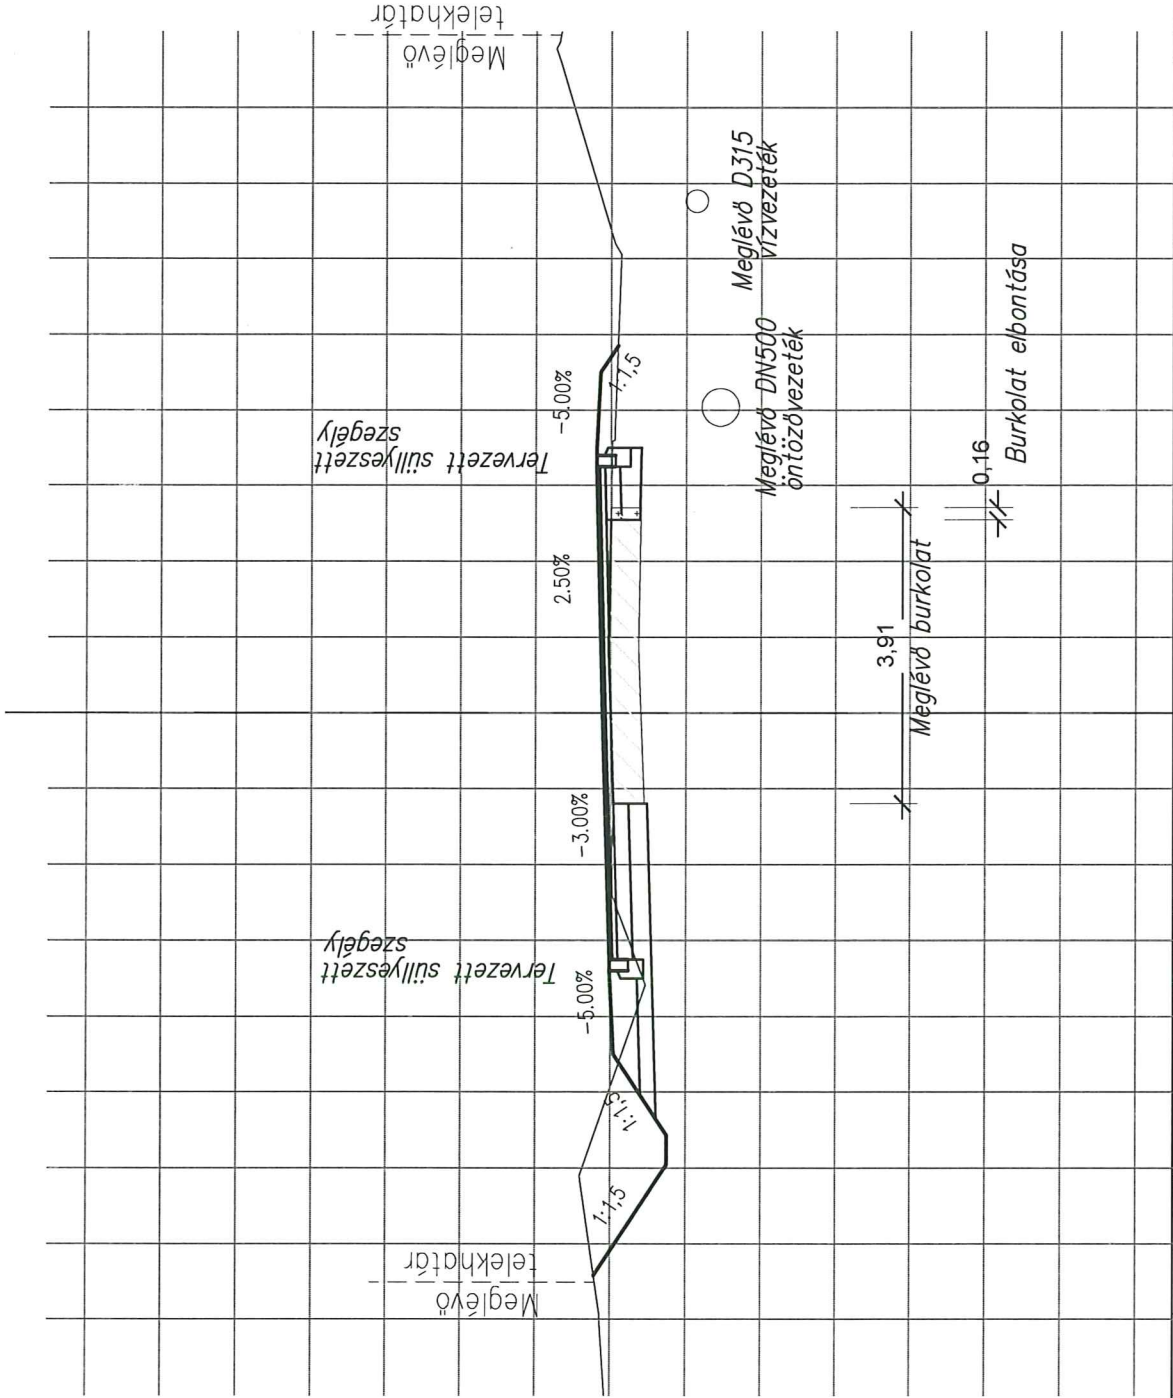 Meglévő
telekhatár
Tervezett süllyesztt
szegély
Tervezett süllyeszett
szegély
Meglévő
telekhatár
1:1,5
1:1,5
-5.00%
-3.00%
2.50%
-5.00%
1:1,5
Meglévő DN500
öntözővezeték
Meglévő D315
vízvezeték
3,91
Meglévő burkolat
0,16
Burkolat elbontása